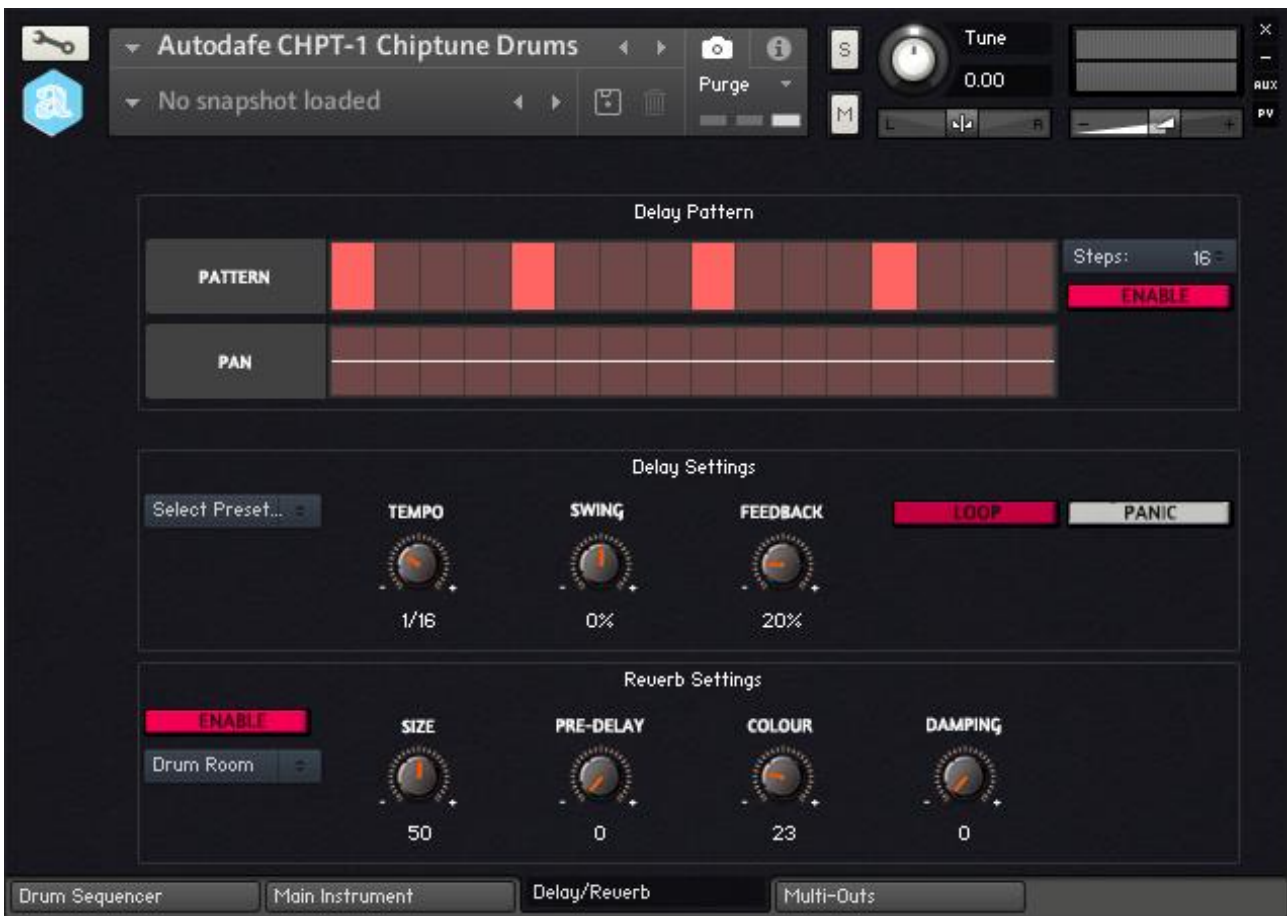 Autodafe CHPT-1 Chiptune Drums
S
Tune
0.00
×
-
AUX
PV
No snapshot loaded
Purge
M
L
R
-
+
Delay Pattern
PATTERN
Steps: 16
ENABLE
PAN
Delay Settings
Select Preset...
TEMPO
SWING
FEEDBACK
LOOP
PANIC
- +
- +
- +
1/16
0%
20%
Reverb Settings
ENABLE
SIZE
PRE-DELAY
COLOUR
DAMPING
Drum Room
- +
- +
- +
- +
50
0
23
0
Drum Sequencer
Main Instrument
Delay/Reverb
Multi-Outs